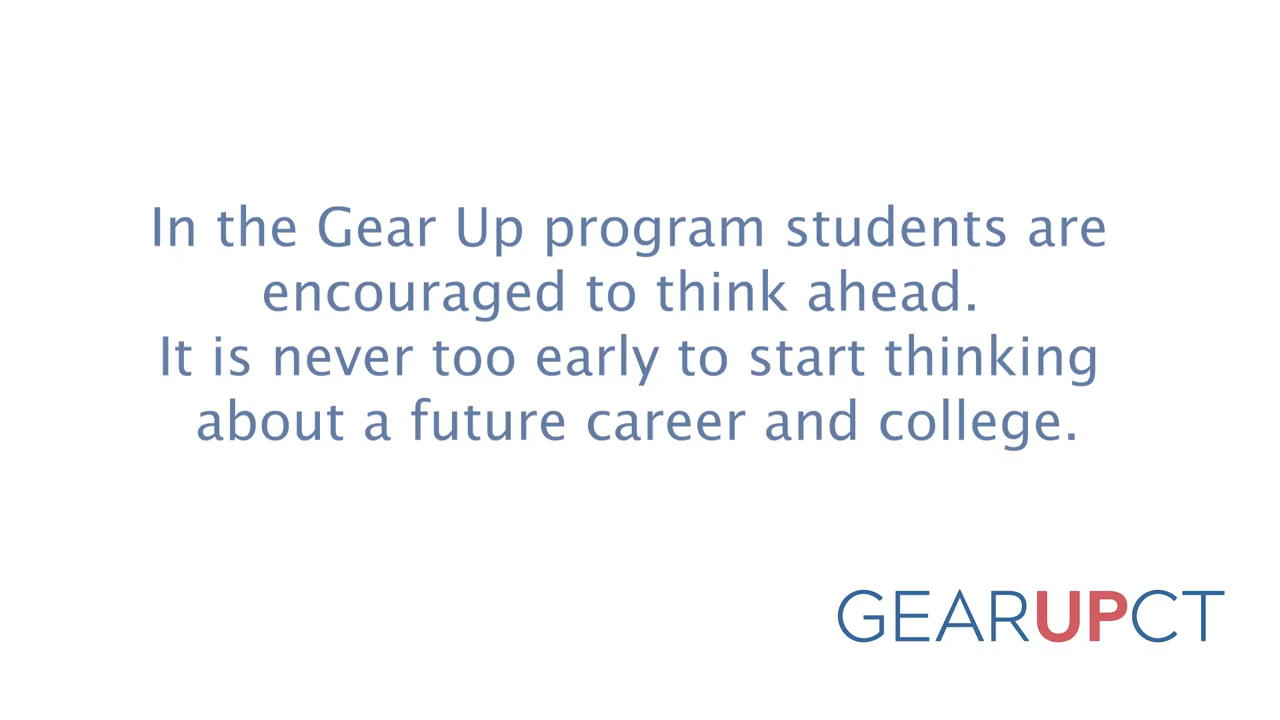 In the Gear Up program students are
encouraged to think ahead.
It is never too early to start thinking
about a future career and college.
GEARUPCT